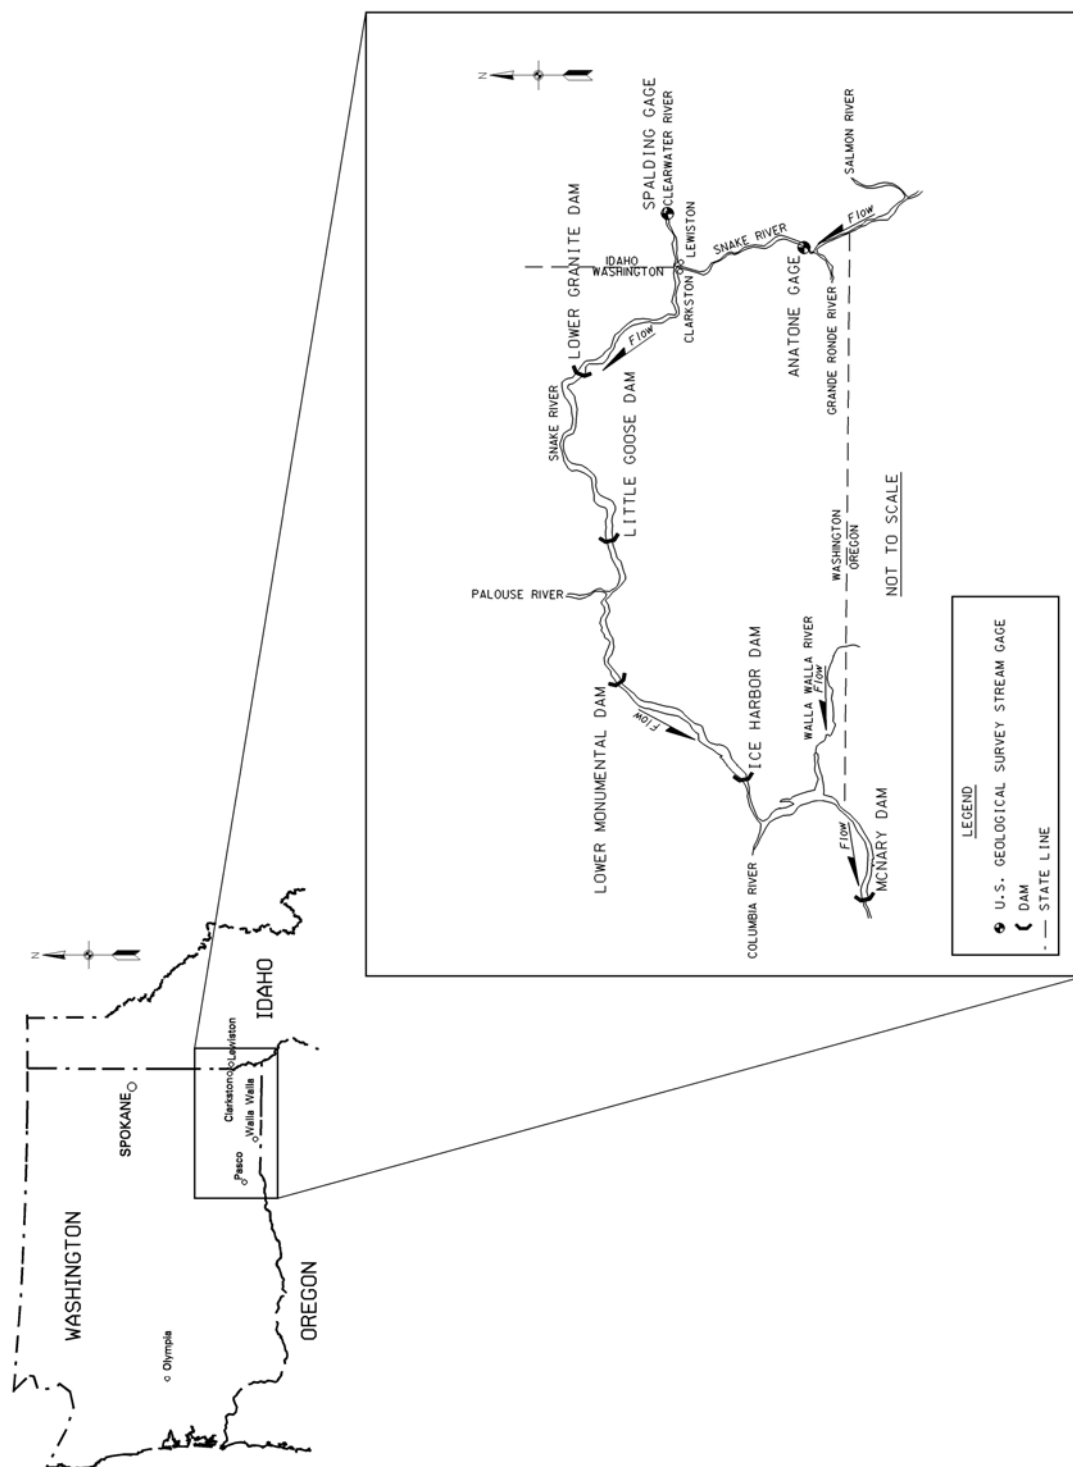 N
WASHINGTON
SPOKANE
Olympia
Pasco
Walla Walla
Clarkston
Lewiston
IDAHO
OREGON
N
SPALDING GAGE
CLEARWATER RIVER
LOWER GRANITE DAM
IDAHO
WASHINGTON
LEWISTON
CLARKSTON
SNAKE RIVER
SALMON RIVER
Flow
ANATONE GAGE
GRANDE RONDE RIVER
Flow
SNAKE RIVER
LITTLE GOOSE DAM
PALOUSE RIVER
LOWER MONUMENTAL DAM
Flow
ICE HARBOR DAM
WALLA WALLA RIVER
Flow
WASHINGTON
OREGON
COLUMBIA RIVER
Flow
MCNARY DAM
NOT TO SCALE
LEGEND
U.S. GEOLOGICAL SURVEY STREAM GAGE
DAM
STATE LINE